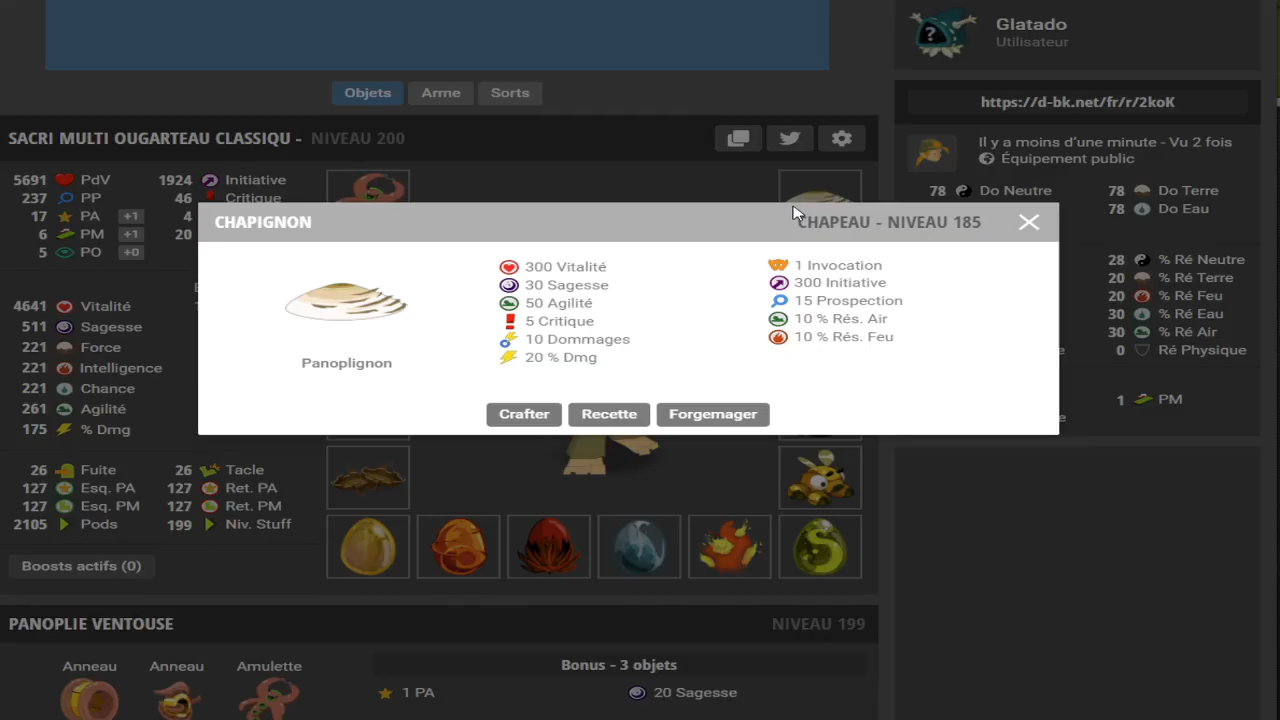 Glatado
Utilisateur
Objets
Arme
Sorts
https://d-bk.net/fr/r/2koK
SACRI MULTI OUGARTEAU CLASSIQU - NIVEAU 200
Il y a moins d'une minute - Vu 2 fois
Équipement public
5691 PdV
1924 Initiative
237 PP
46 Critique
17 PA +1
4
6 PM +1
20
5 PO +0
78 Do Neutre
78 Do Terre
78 Do Eau
CHAPIGNON
CHAPEAU - NIVEAU 185
300 Vitalité
30 Sagesse
50 Agilité
5 Critique
10 Dommages
20 % Dmg
1 Invocation
300 Initiative
15 Prospection
10 % Rés. Air
10 % Rés. Feu
Panoplignon
Crafter
Recette
Forgemager
4641 Vitalité
511 Sagesse
221 Force
221 Intelligence
221 Chance
261 Agilité
175 % Dmg
28 % Ré Neutre
20 % Ré Terre
20 % Ré Feu
30 % Ré Eau
30 % Ré Air
0 Ré Physique
1 PM
26 Fuite
26 Tacle
127 Esq. PA
127 Ret. PA
127 Esq. PM
127 Ret. PM
2105 Pods
199 Niv. Stuff
Boosts actifs (0)
PANOPLIE VENTOUSE
NIVEAU 199
Anneau
Anneau
Amulette
Bonus - 3 objets
1 PA
20 Sagesse